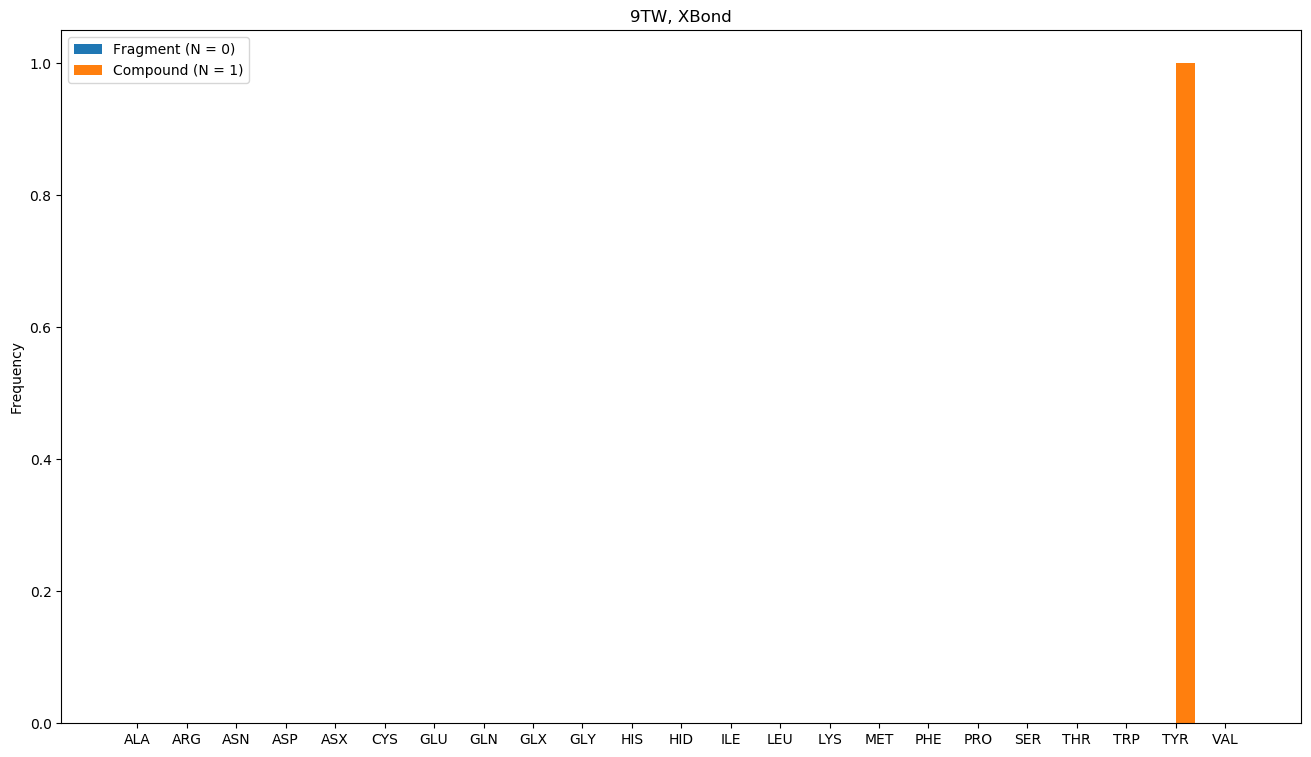 9TW, XBond
Fragment (N = 0)
Compound (N = 1)
1.0
0.8
0.6
0.4
0.2
0.0
Frequency
ALA ARG ASN ASP ASX CYS GLU GLN GLX GLY HIS HID ILE LEU LYS MET PHE PRO SER THR TRP TYR VAL